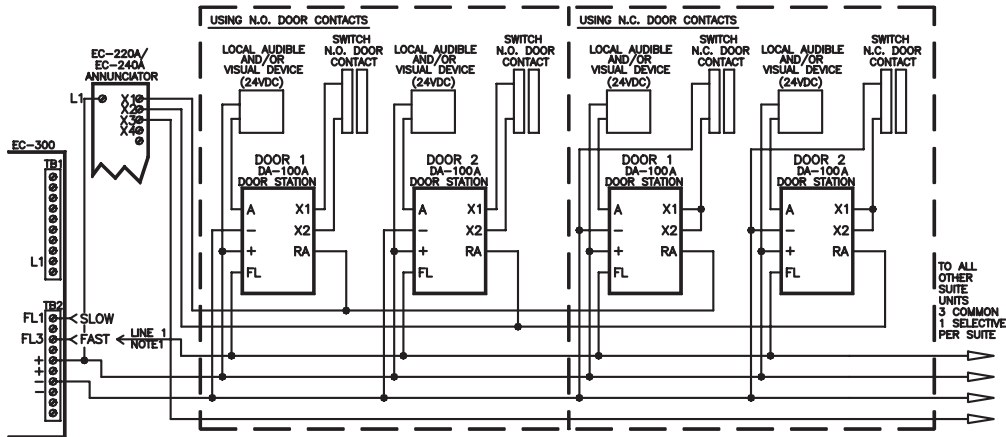 USING N.O. DOOR CONTACTS
USING N.C. DOOR CONTACTS
EC-220A/
EC-240A
ANNUNCIATOR
L1
X1
X2
X3
X4
LOCAL AUDIBLE
AND/OR
VISUAL DEVICE
(24VDC)
SWITCH
N.O. DOOR
CONTACT
LOCAL AUDIBLE
AND/OR
VISUAL DEVICE
(24VDC)
SWITCH
N.O. DOOR
CONTACT
LOCAL AUDIBLE
AND/OR
VISUAL DEVICE
(24VDC)
SWITCH
N.C. DOOR
CONTACT
LOCAL AUDIBLE
AND/OR
VISUAL DEVICE
(24VDC)
SWITCH
N.C. DOOR
CONTACT
EC-300
TB1
L1
TB2
FL1
SLOW
FL3
FAST
LINE 1
NOTE1
+
+
-
-
DOOR 1
DA-100A
DOOR STATION
A X1
- X2
+ RA
FL
DOOR 2
DA-100A
DOOR STATION
A X1
- X2
+ RA
FL
DOOR 1
DA-100A
DOOR STATION
A X1
- X2
+ RA
FL
DOOR 2
DA-100A
DOOR STATION
A X1
- X2
+ RA
FL
TO ALL
OTHER
SUITE
UNITS
3 COMMON
1 SELECTIVE
PER SUITE